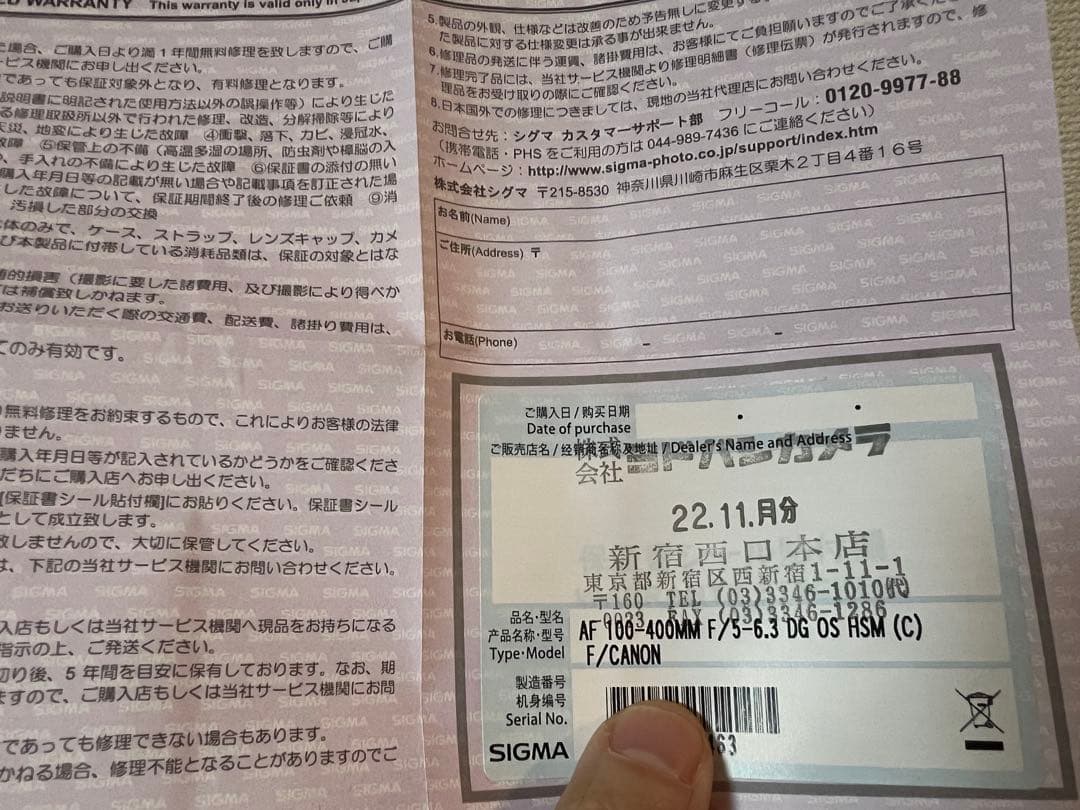 ED WARRANTY This warranty is valid only in
場合、ご購入日より満1年間無料修理を致しますので、ご購
ービス機関にお申し出ください。
であっても保証対象外となり、有料修理となります。
説明書に明記された使用方法以外の誤操作等）により生じた
る修理取扱所以外で行われた修理、改造、分解掃除等により
天災、地変により生じた故障 ④衝撃、落下、カビ、浸冠水、
故障 ⑤保管上の不備（高温多湿の場所、防虫剤や樟脳の入
、手入れの不備により生じた故障 ⑥保証書の添付の無い
購入年月日等の記載が無い場合や記載事項を訂正された場
した故障について、保証期間終了後の修理ご依頼 ⑨消
汚損した部分の交換
体のみで、ケース、ストラップ、レンズキャップ、カメ
び本製品に付帯している消耗品類は、保証の対象とはな
随的損害（撮影に要した諸費用、及び撮影により得べか
は補償致しかねます。
お送りいただく際の交通費、配送費、諸掛り費用は、
てのみ有効です。
無料修理をお約束するもので、これによりお客様の法律
りません。
購入年月日等が記入されているかどうかをご確認くださ
だちにご購入店へお申し出ください。
[保証書シール貼付欄]にお貼りください。保証書シール
として成立致します。
致しませんので、大切に保管してください。
は、下記の当社サービス機関にお問い合わせください。
入店もしくは当社サービス機関へ現品をお持ちになる
指示の上、ご発送ください。
切り後、5年間を目安に保有しております。なお、期
ますので、ご購入店もしくは当社サービス機関にお問
であっても修理できない場合もあります。
かねる場合、修理不能となることがありますのでご
5.製品の外観、仕様などは改善のため予告無しに変更する
た製品に対する仕様変更は承る事が出来ません。
6.修理品の発送に伴う運賃、諸掛費用は、お客様にてご負担願いますのでご了承くだ
7.修理完了品には、当社サービス機関より修理明細書（修理伝票）が発行されますので、修
理品をお受け取りの際にご確認ください。
8.日本国外での修理につきましては、現地の当社代理店にお問い合わせください。
お問合せ先：シグマ カスタマーサポート部 フリーコール：0120-9977-88
（携帯電話・PHSをご利用の方は 044-989-7436 にご連絡ください）
ホームページ：http://www.sigma-photo.co.jp/support/index.htm
株式会社シグマ 〒215-8530 神奈川県川崎市麻生区栗木2丁目4番16号
お名前(Name)
ご住所(Address) 〒
お電話(Phone) - -
ご購入日 / 购买日期
Date of purchase
ご販売店名 / 经销商名称及地址 / Dealer's Name and Address
株式会社 ヨドバシカメラ
22.11.月分
新宿西口本店
東京都新宿区西新宿1-11-1
〒160 TEL (03)3346-1010㈹
-0023 FAX (03)3346-1286
品名・型名
产品名称・型号
Type・Model
AF 100-400MM F/5-6.3 DG OS HSM (C)
F/CANON
製造番号
机身编号
Serial No.
63
SIGMA